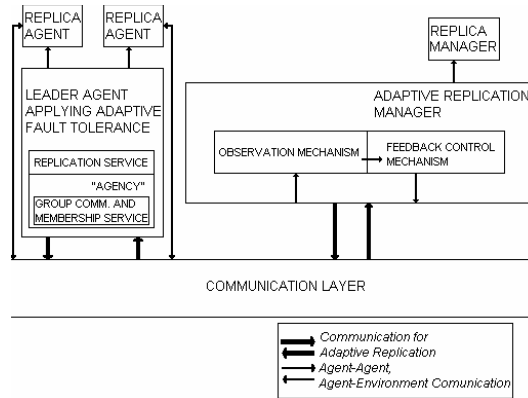 REPLICA
AGENT
REPLICA
AGENT
REPLICA
MANAGER
LEADER AGENT
APPLYING ADAPTIVE
FAULT TOLERANCE
REPLICATION SERVICE
"AGENCY"
GROUP COMM. AND
MEMBERSHIP SERVICE
ADAPTIVE REPLICATION
MANAGER
OBSERVATION MECHANISM
FEEDBACK CONTROL
MECHANISM
COMMUNICATION LAYER
Communication for
Adaptive Replication
Agent-Agent,
Agent-Environment Comunication